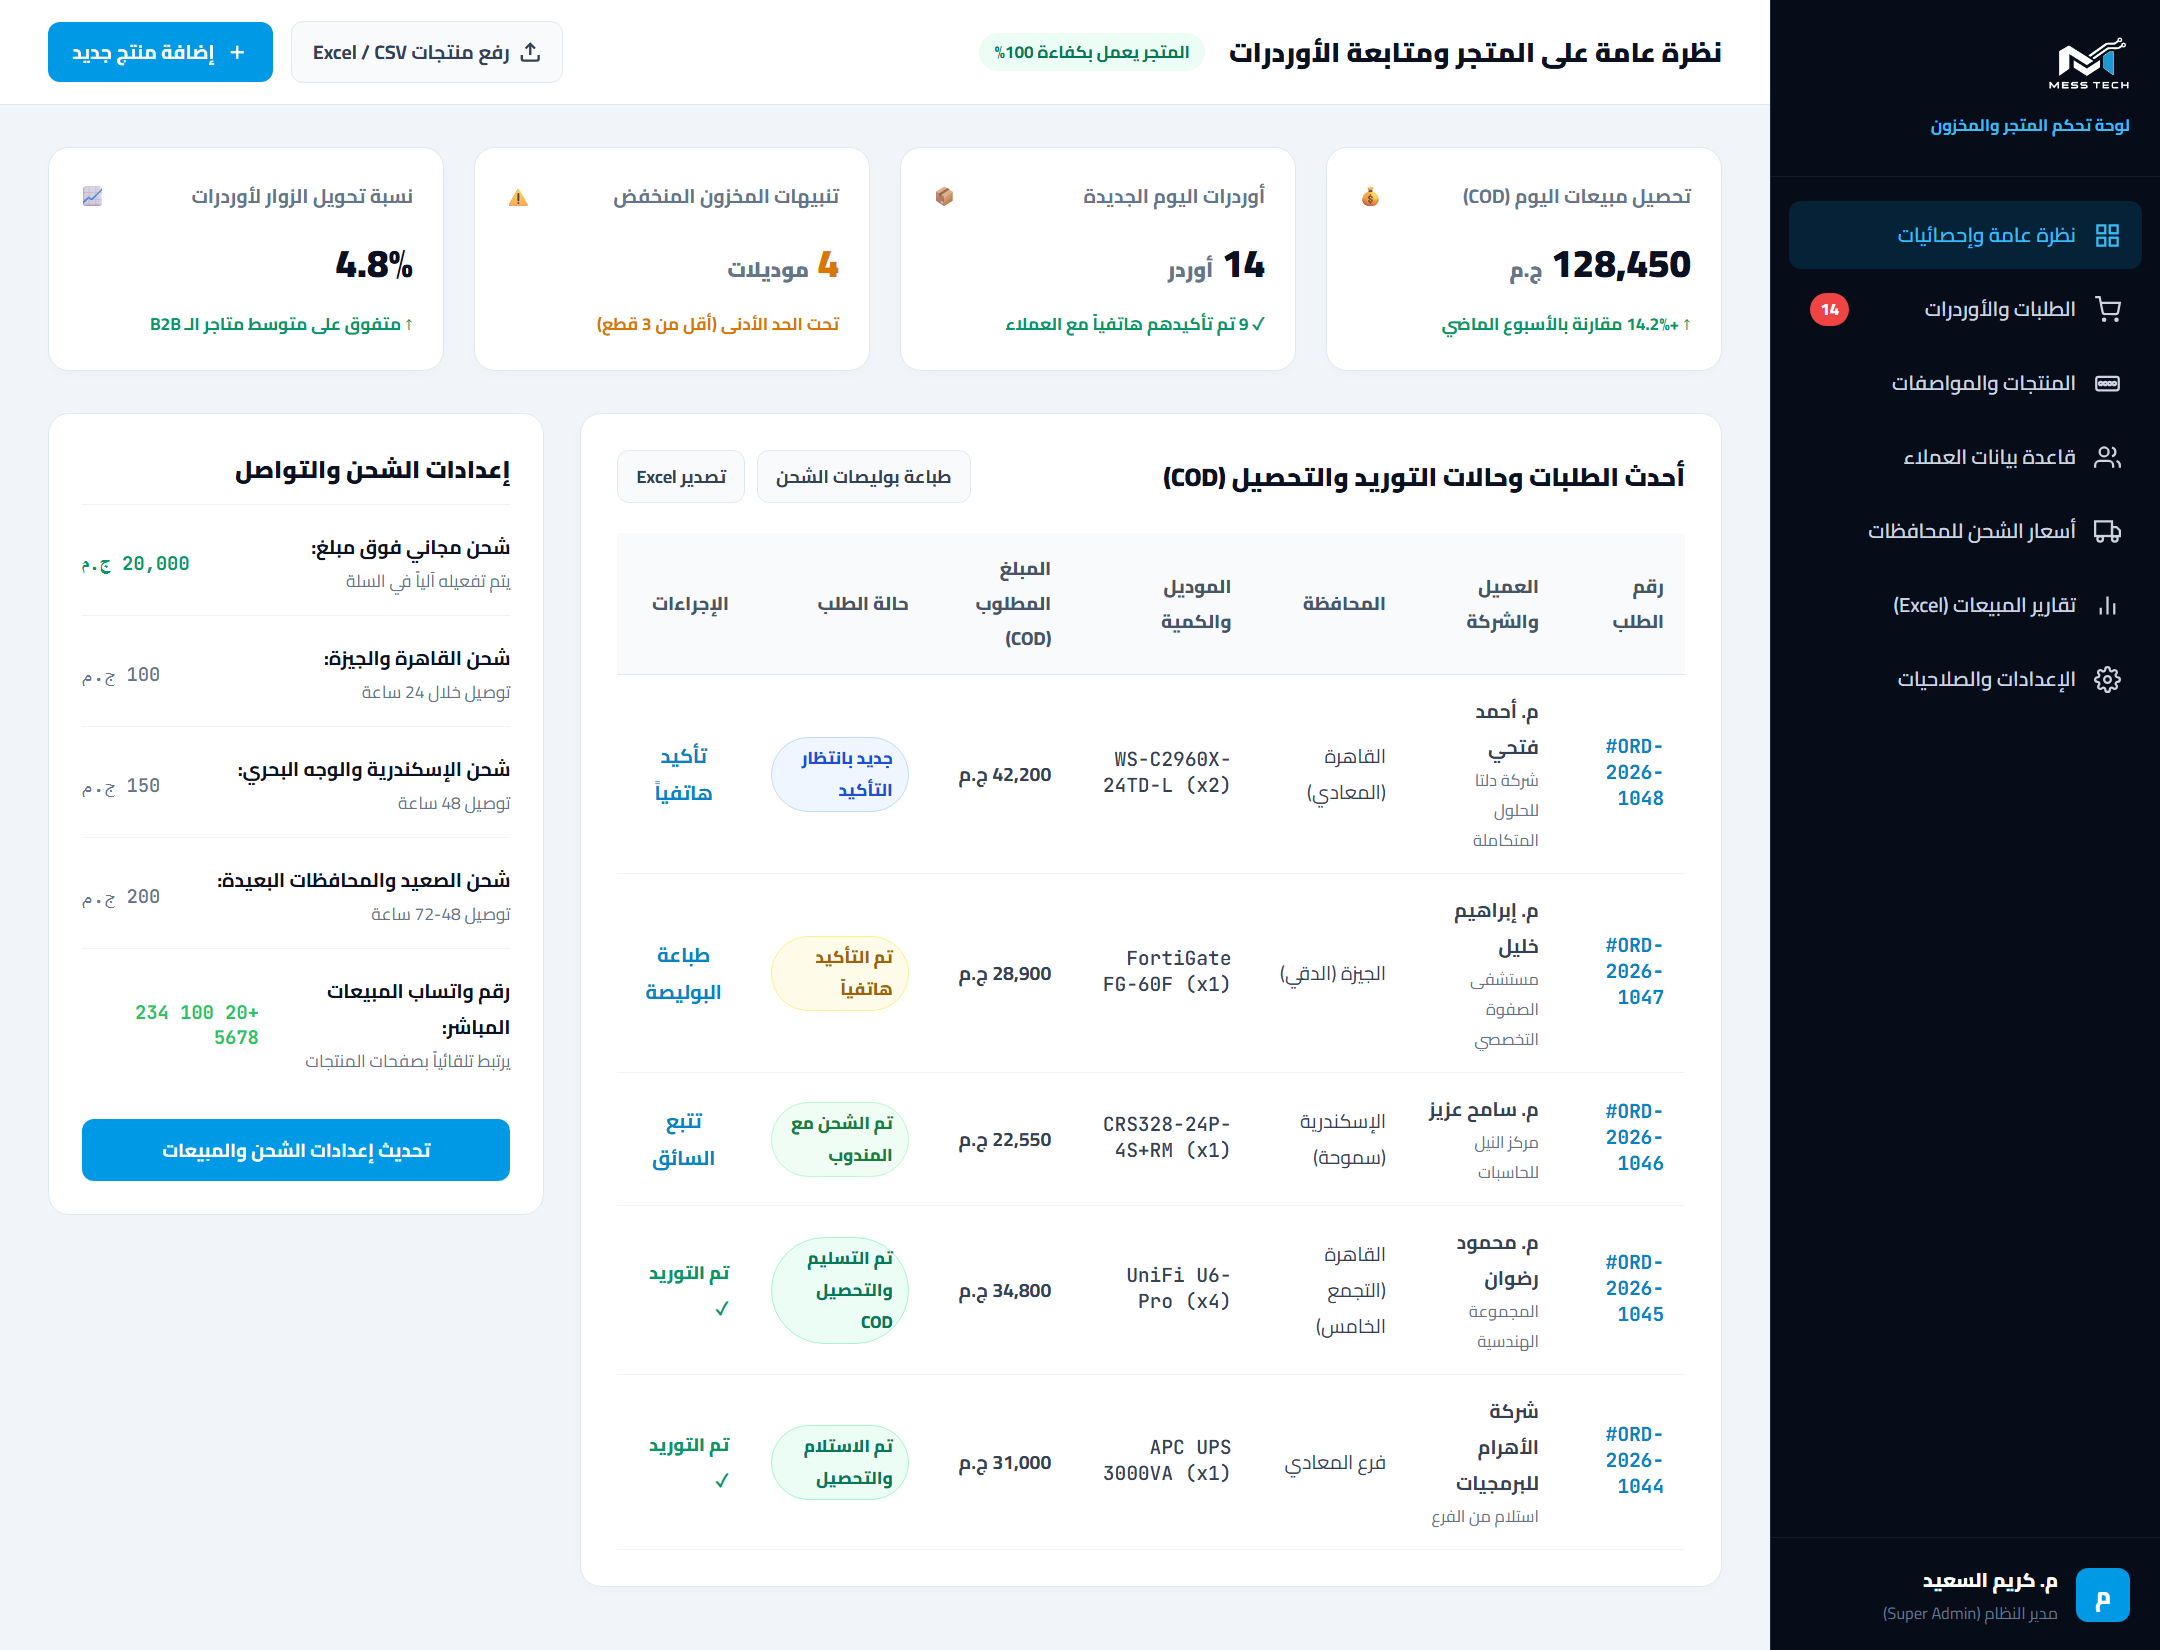 MESS TECH
لوحة تحكم المتجر والمخزون
نظرة عامة وإحصائيات
الطلبات والأوردرات
14
المنتجات والمواصفات
قاعدة بيانات العملاء
أسعار الشحن للمحافظات
تقارير المبيعات (Excel)
الإعدادات والصلاحيات
م
م. كريم السعيد
مدير النظام (Super Admin)
نظرة عامة على المتجر ومتابعة الأوردرات
المتجر يعمل بكفاءة 100%
رفع منتجات Excel / CSV
+ إضافة منتج جديد
تحصيل مبيعات اليوم (COD)
128,450 ج.م
↑ +14.2% مقارنة بالأسبوع الماضي
أوردرات اليوم الجديدة
14 أوردر
✓ 9 تم تأكيدهم هاتفياً مع العملاء
تنبيهات المخزون المنخفض
4 موديلات
تحت الحد الأدنى (أقل من 3 قطع)
نسبة تحويل الزوار لأوردرات
4.8%
↑ متفوق على متوسط متاجر الـ B2B
أحدث الطلبات وحالات التوريد والتحصيل (COD)
طباعة بوليصات الشحن
تصدير Excel
رقم
الطلب
العميل
والشركة
المحافظة
الموديل
والكمية
المبلغ
المطلوب
(COD)
حالة الطلب
الإجراءات
#ORD-
2026-
1048
م. أحمد
فتحي
شركة دلتا
للحلول
المتكاملة
القاهرة
(المعادي)
WS-C2960X-
24TD-L (x2)
42,200 ج.م
جديد بانتظار
التأكيد
تأكيد
هاتفياً
#ORD-
2026-
1047
م. إبراهيم
خليل
مستشفى
الصفوة
التخصصي
الجيزة (الدقي)
FortiGate
FG-60F (x1)
28,900 ج.م
تم التأكيد
هاتفياً
طباعة
البوليصة
#ORD-
2026-
1046
م. سامح عزيز
مركز النيل
للحاسبات
الإسكندرية
(سموحة)
CRS328-24P-
4S+RM (x1)
22,550 ج.م
تم الشحن مع
المندوب
تتبع
السائق
#ORD-
2026-
1045
م. محمود
رضوان
المجموعة
الهندسية
القاهرة
(التجمع
الخامس)
UniFi U6-
Pro (x4)
34,800 ج.م
تم التسليم
والتحصيل
COD
تم التوريد
✓
#ORD-
2026-
1044
شركة
الأهرام
للبرمجيات
استلام من الفرع
فرع المعادي
APC UPS
3000VA (x1)
31,000 ج.م
تم الاستلام
والتحصيل
تم التوريد
✓
إعدادات الشحن والتواصل
شحن مجاني فوق مبلغ:
يتم تفعيله آلياً في السلة
20,000 ج.م
شحن القاهرة والجيزة:
توصيل خلال 24 ساعة
100 ج.م
شحن الإسكندرية والوجه البحري:
توصيل 48 ساعة
150 ج.م
شحن الصعيد والمحافظات البعيدة:
توصيل 48-72 ساعة
200 ج.م
رقم واتساب المبيعات
المباشر:
يرتبط تلقائياً بصفحات المنتجات
234 100 20+
5678
تحديث إعدادات الشحن والمبيعات